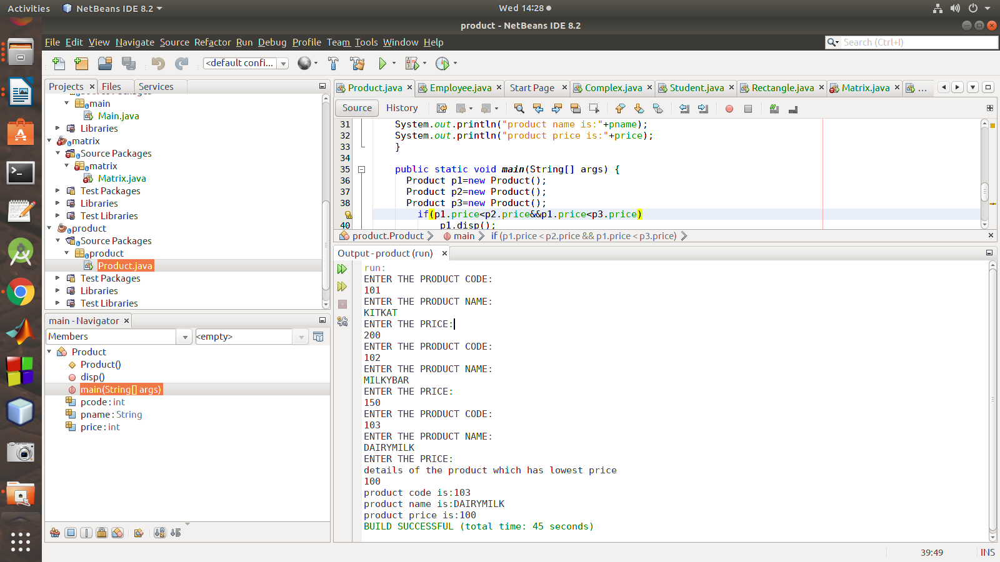 Activities NetBeans IDE 8.2 Wed 14:28
product - NetBeans IDE 8.2
File Edit View Navigate Source Refactor Run Debug Profile Team Tools Window Help Search (Ctrl+I)
<default confi...
Projects Files Services
main
Main.java
Libraries
matrix
Source Packages
matrix
Matrix.java
Test Packages
Libraries
Test Libraries
product
Source Packages
product
Product.java
Test Packages
Libraries
Test Libraries
main - Navigator
Members <empty>
Product
Product()
disp()
main(String[] args)
pcode : int
pname : String
price : int
Product.java Employee.java Start Page Complex.java Student.java Rectangle.java Matrix.java ...
Source History
31 System.out.println("product name is:"+pname);
32 System.out.println("product price is:"+price);
33 }
34
35 public static void main(String[] args) {
36 Product p1=new Product();
37 Product p2=new Product();
38 Product p3=new Product();
if(p1.price<p2.price&&p1.price<p3.price)
40 p1.disp();
product.Product main if (p1.price < p2.price && p1.price < p3.price)
Output - product (run)
run:
ENTER THE PRODUCT CODE:
101
ENTER THE PRODUCT NAME:
KITKAT
ENTER THE PRICE:
200
ENTER THE PRODUCT CODE:
102
ENTER THE PRODUCT NAME:
MILKYBAR
ENTER THE PRICE:
150
ENTER THE PRODUCT CODE:
103
ENTER THE PRODUCT NAME:
DAIRYMILK
ENTER THE PRICE:
details of the product which has lowest price
100
product code is:103
product name is:DAIRYMILK
product price is:100
BUILD SUCCESSFUL (total time: 45 seconds)
39:49 INS